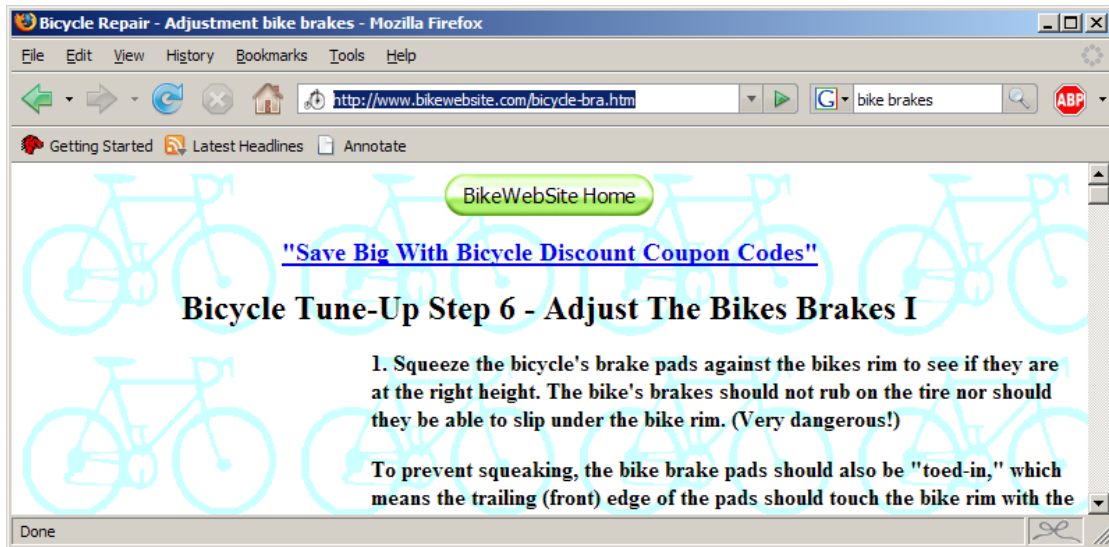 Bicycle Repair - Adjustment bike brakes - Mozilla Firefox
File Edit View History Bookmarks Tools Help
http://www.bikewebsite.com/bicycle-bra.htm G bike brakes ABP
Getting Started Latest Headlines Annotate
BikeWebSite Home
"Save Big With Bicycle Discount Coupon Codes"
Bicycle Tune-Up Step 6 - Adjust The Bikes Brakes I
1. Squeeze the bicycle's brake pads against the bikes rim to see if they are
at the right height. The bike's brakes should not rub on the tire nor should
they be able to slip under the bike rim. (Very dangerous!)
To prevent squeaking, the bike brake pads should also be "toed-in," which
means the trailing (front) edge of the pads should touch the bike rim with the
Done